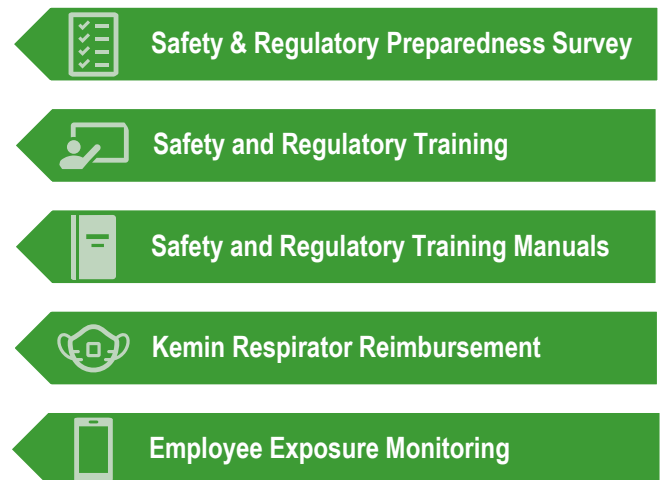 Safety & Regulatory Preparedness Survey
Safety and Regulatory Training
Safety and Regulatory Training Manuals
Kemin Respirator Reimbursement
Employee Exposure Monitoring